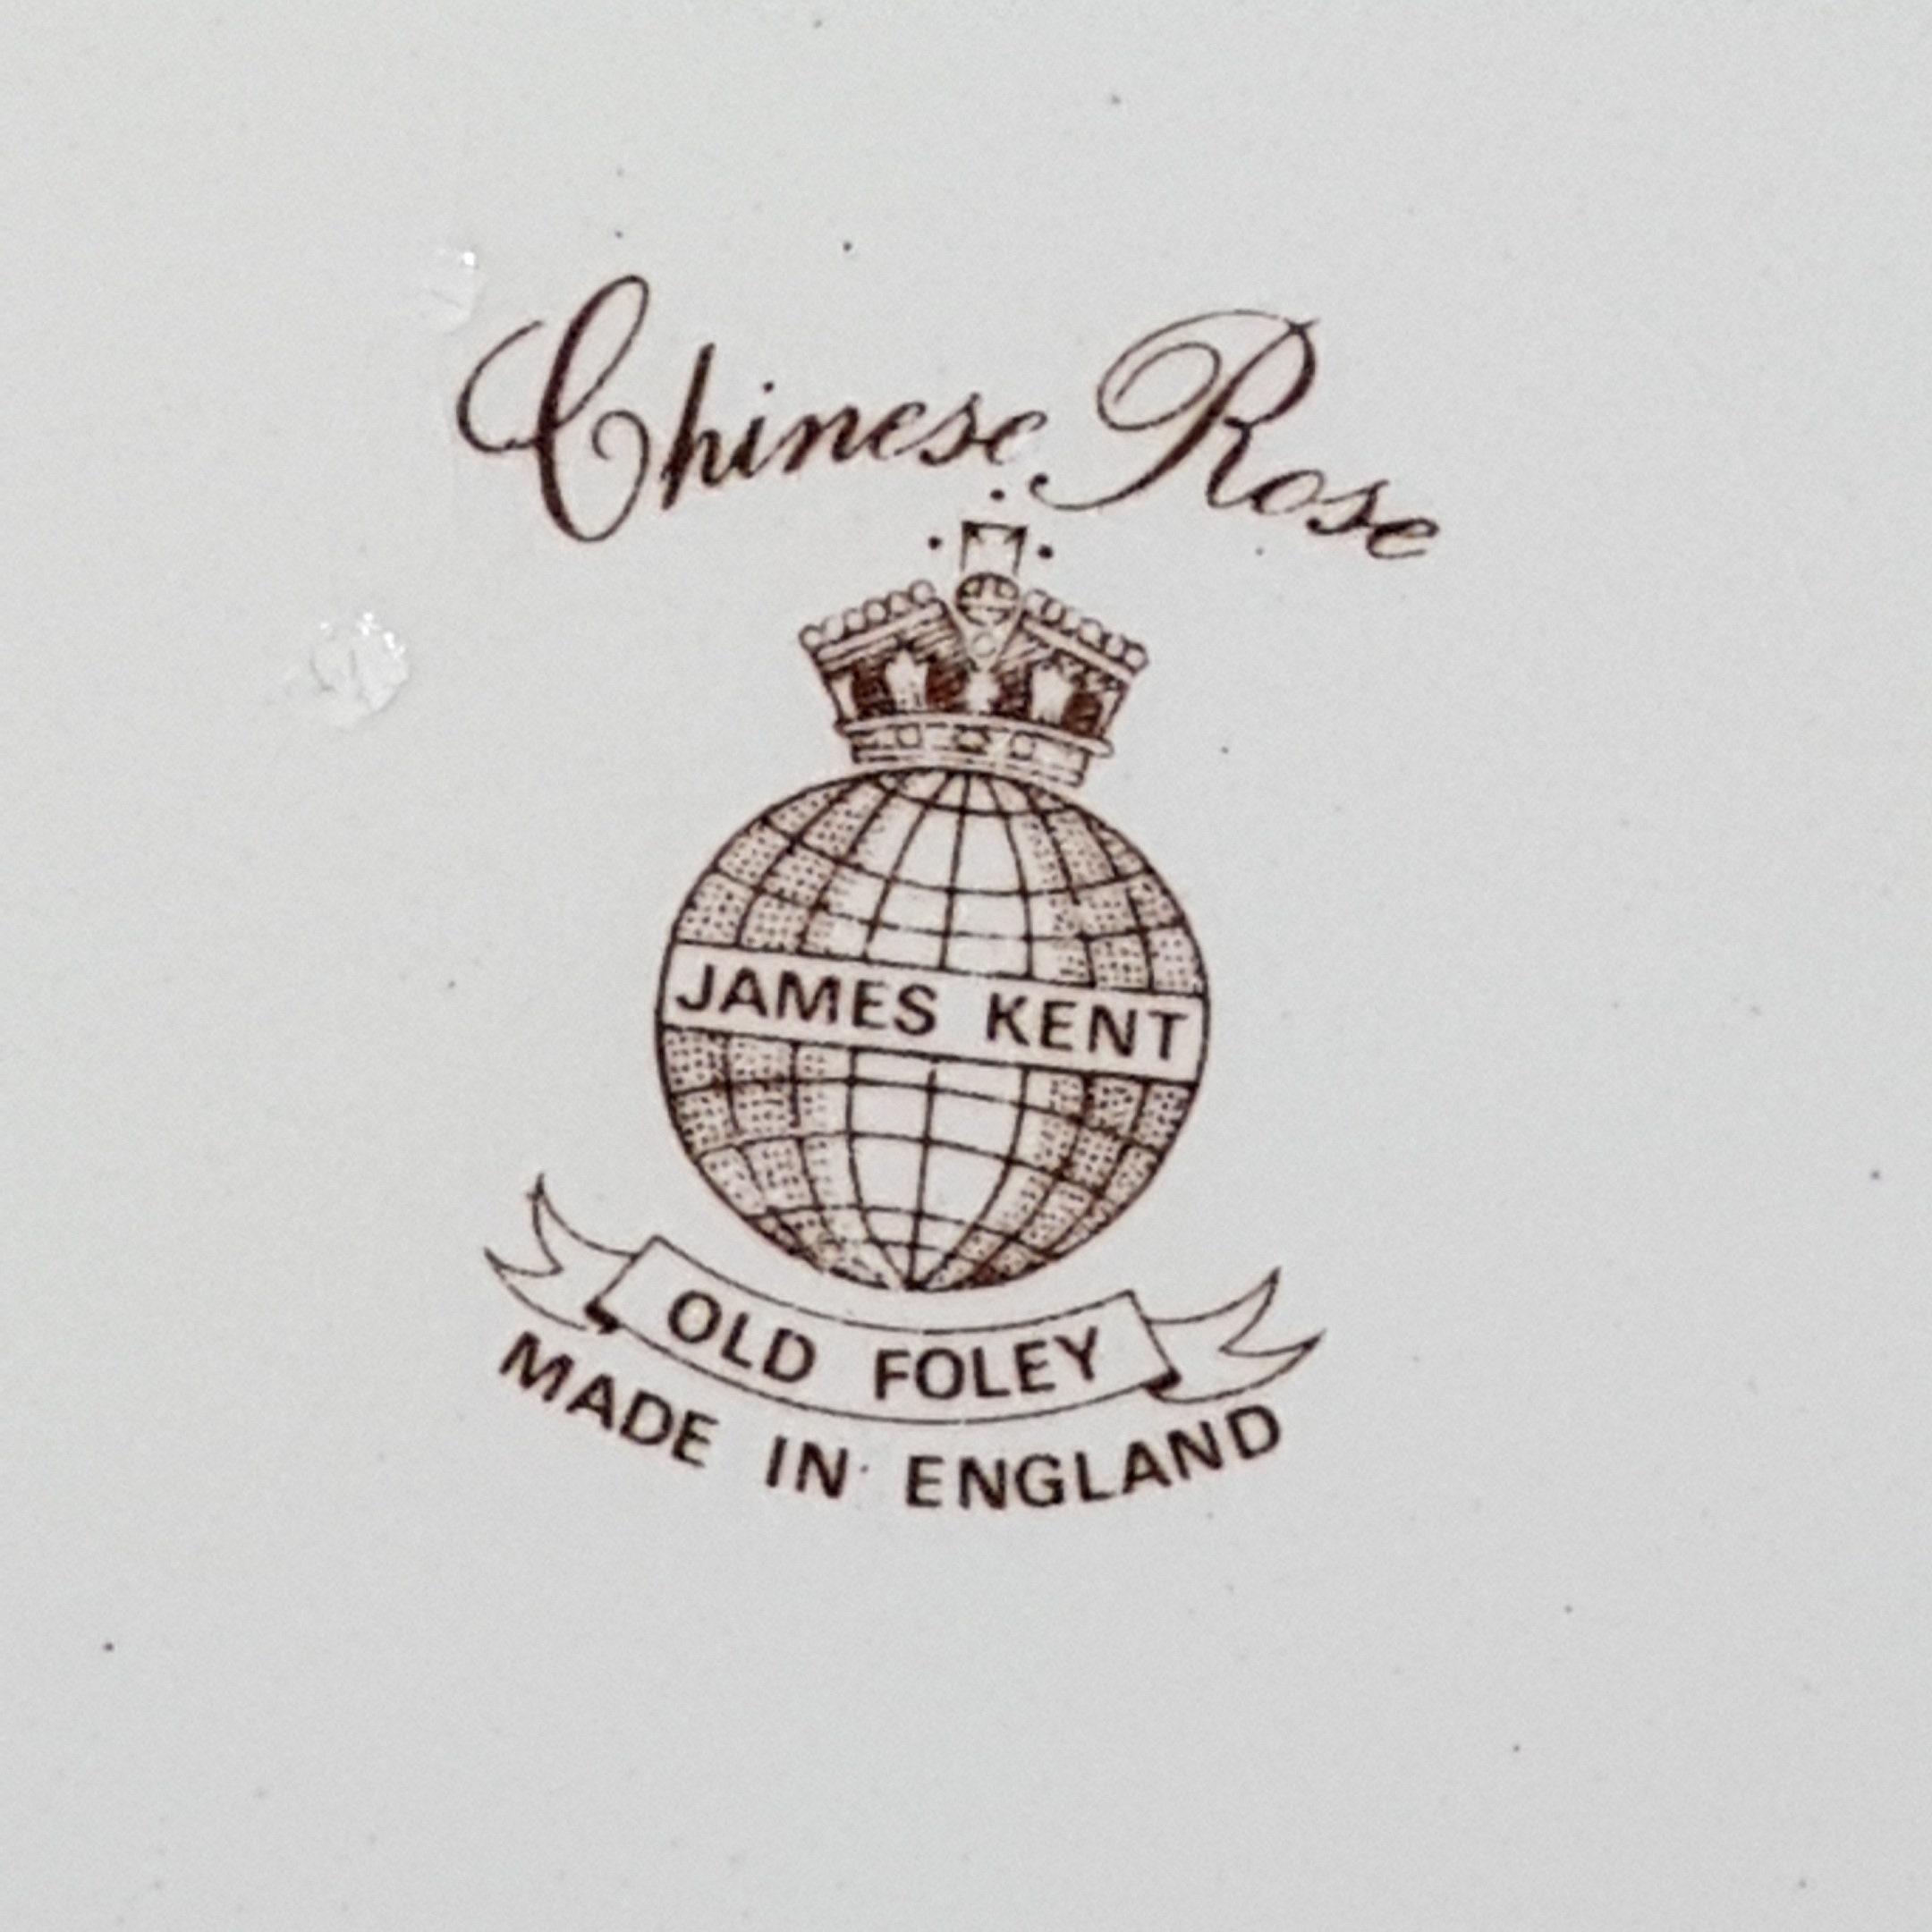 Chinese Rose
JAMES KENT
OLD FOLEY
MADE IN ENGLAND